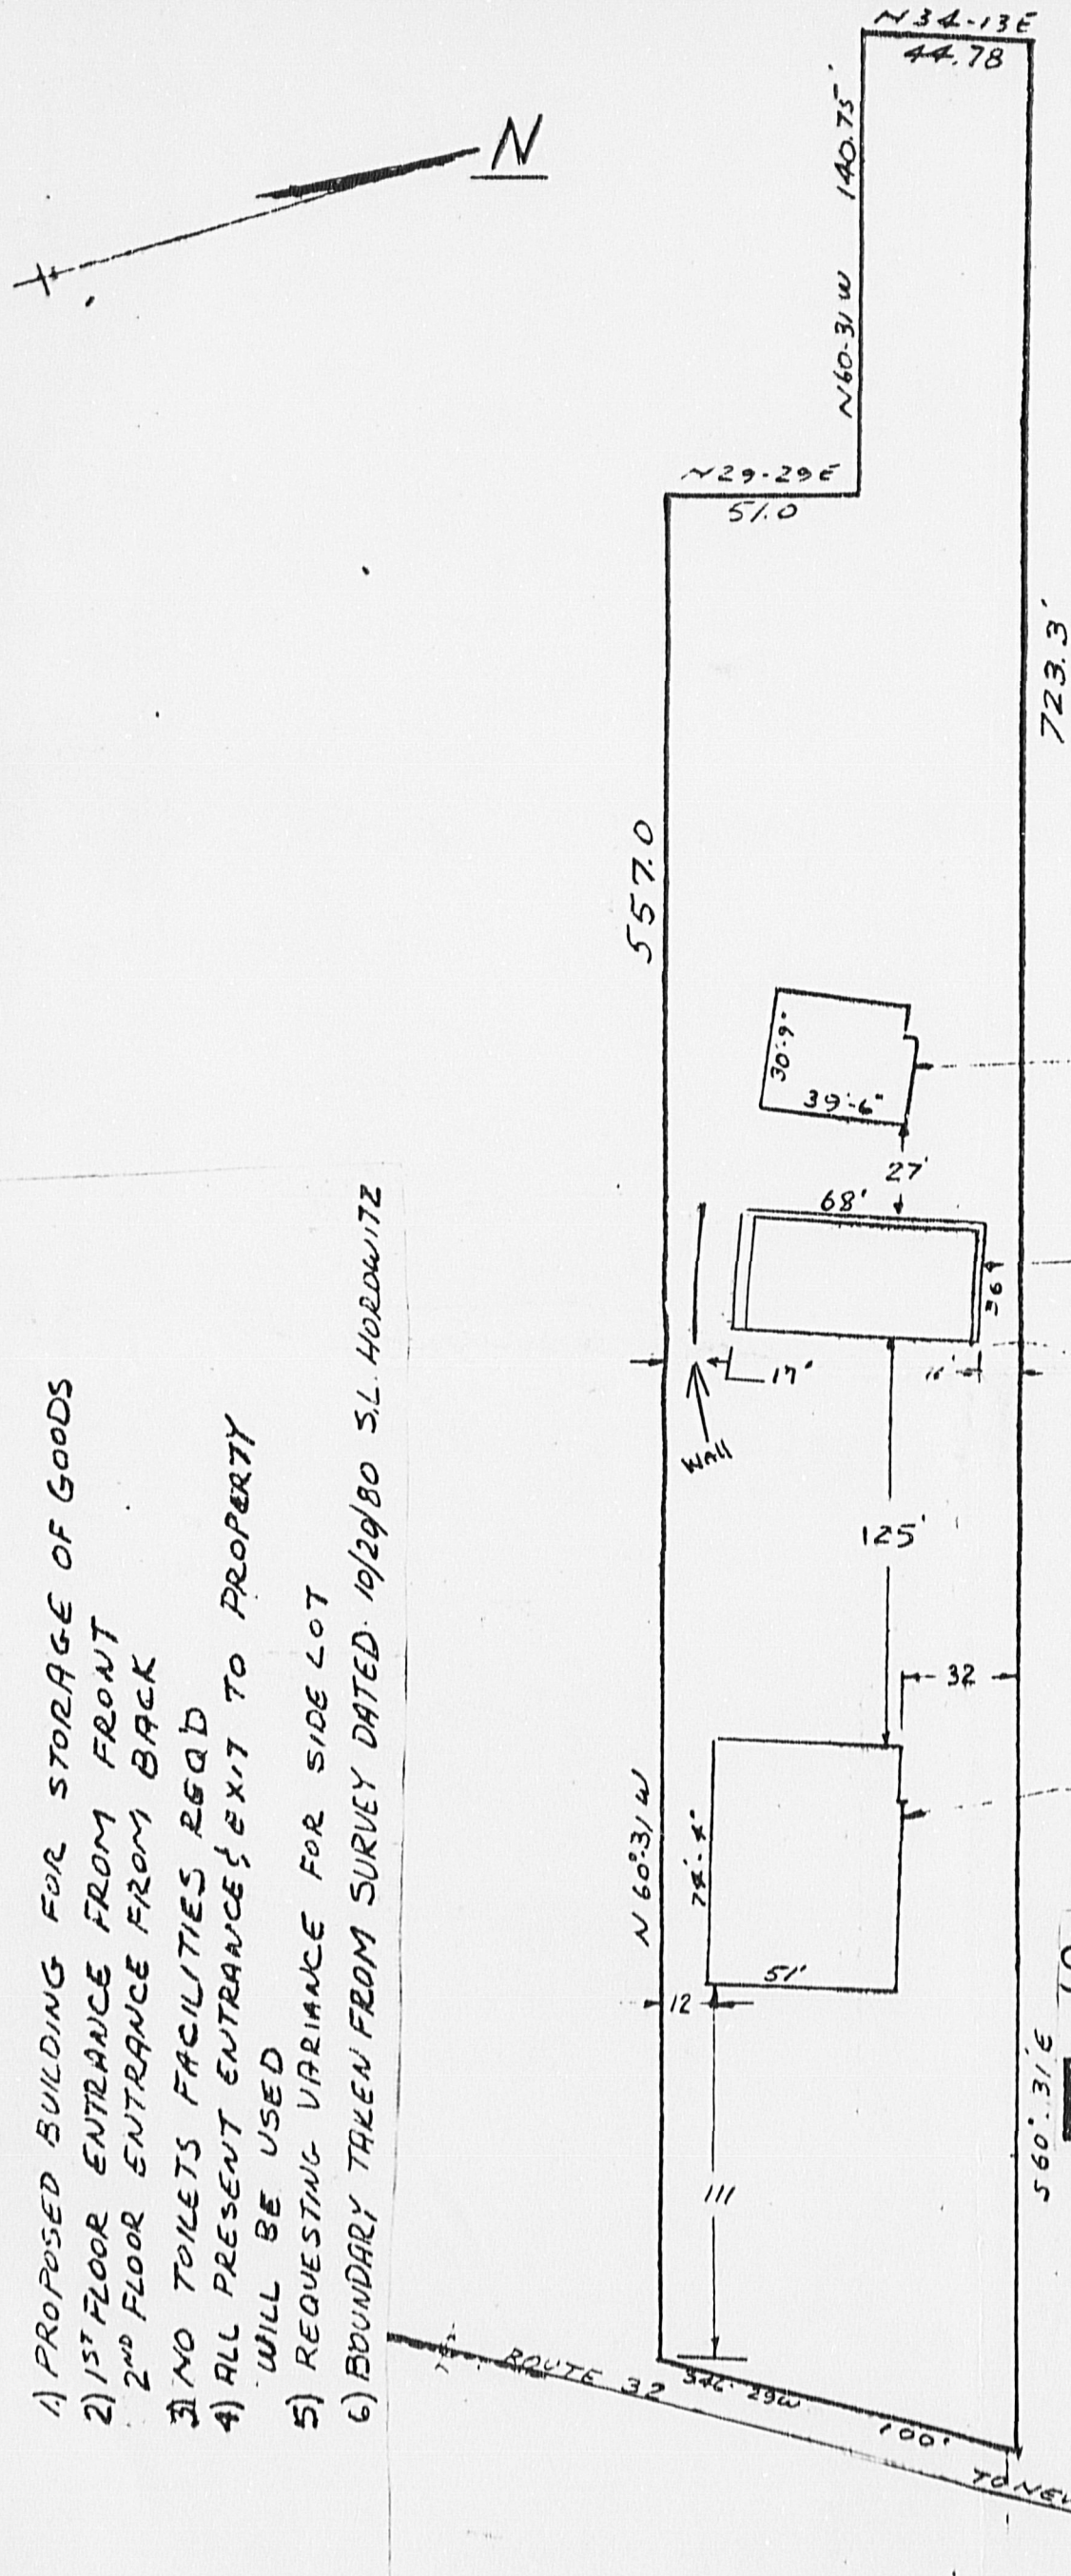 1) PROPOSED BUILDING FOR STORAGE OF GOODS
2) 1ST FLOOR ENTRANCE FROM FRONT
2ND FLOOR ENTRANCE FROM BACK
3) NO TOILETS FACILITIES REQ'D
4) ALL PRESENT ENTRANCE & EXIT TO PROPERTY
WILL BE USED
5) REQUESTING VARIANCE FOR SIDE LOT
6) BOUNDARY TAKEN FROM SURVEY DATED 10/29/80 S.L. HOROWITZ
N
N34-13E
44.78
N60-31W 140.75'
N29-29E
51.0
557.0
723.3'
30'-9"
39'-6"
27'
68'
36'
17'
WALL
125'
32
N60°-31W
74'-4"
51'
12
111
S60°-31'E
ROUTE 32
29W
100'